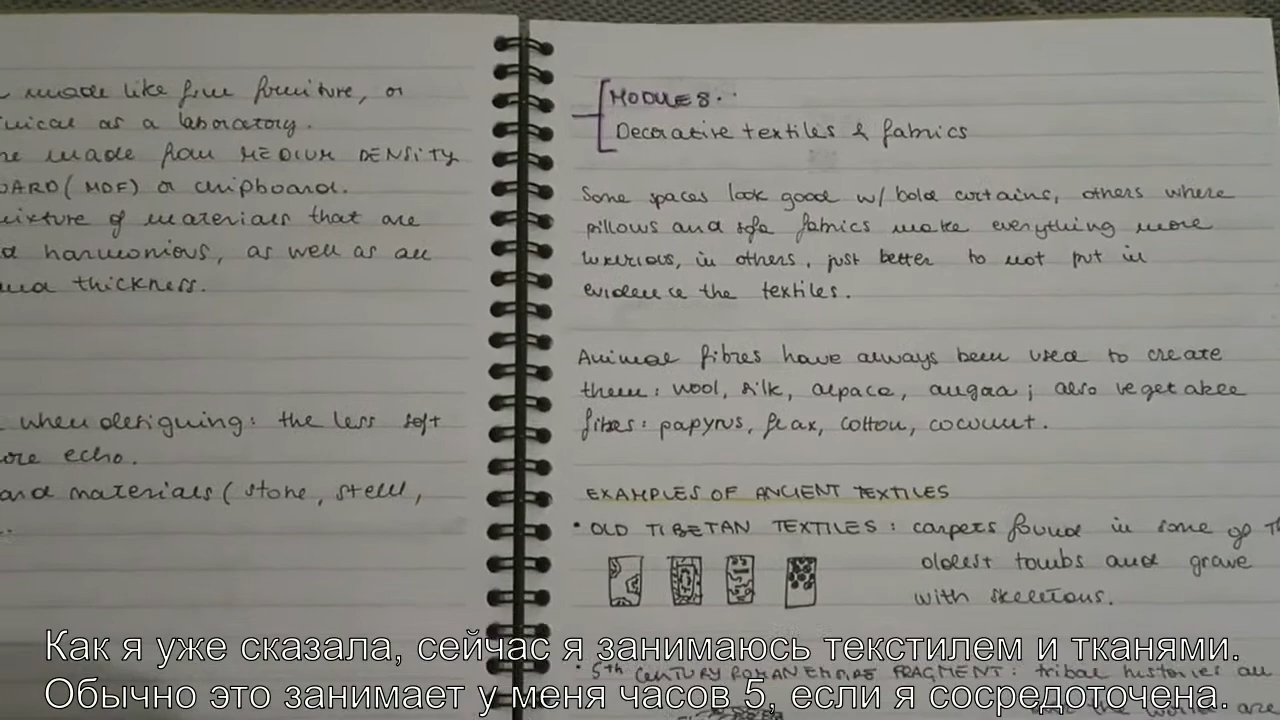 made like fine furniture, or
as a laboratory.
made from MEDIUM DENSITY
(MDF) or chipboard.
mixture of materials that are
harmonious, as well as an
thickness.
when designing: the less soft
echo.
and materials (stone, steel,
MODULE 8.
Decorative textiles & fabrics
Some spaces look good w/ bold curtains, others where
pillows and sofa fabrics make everything more
luxurious, in others, just better to not put in
evidence the textiles.
Animal fibres have always been used to create
them: wool, silk, alpaca, angora; also vegetable
fibres: papyrus, flax, cotton, coconut.
EXAMPLES OF ANCIENT TEXTILES
• OLD TIBETAN TEXTILES: carpets found in some of
oldest tombs and grave
with skeletons.
• 5th CENTURY ROMAN EMPIRE FRAGMENT: tribal histories
Как я уже сказала, сейчас я занимаюсь текстилем и тканями.
Обычно это занимает у меня часов 5, если я сосредоточена.